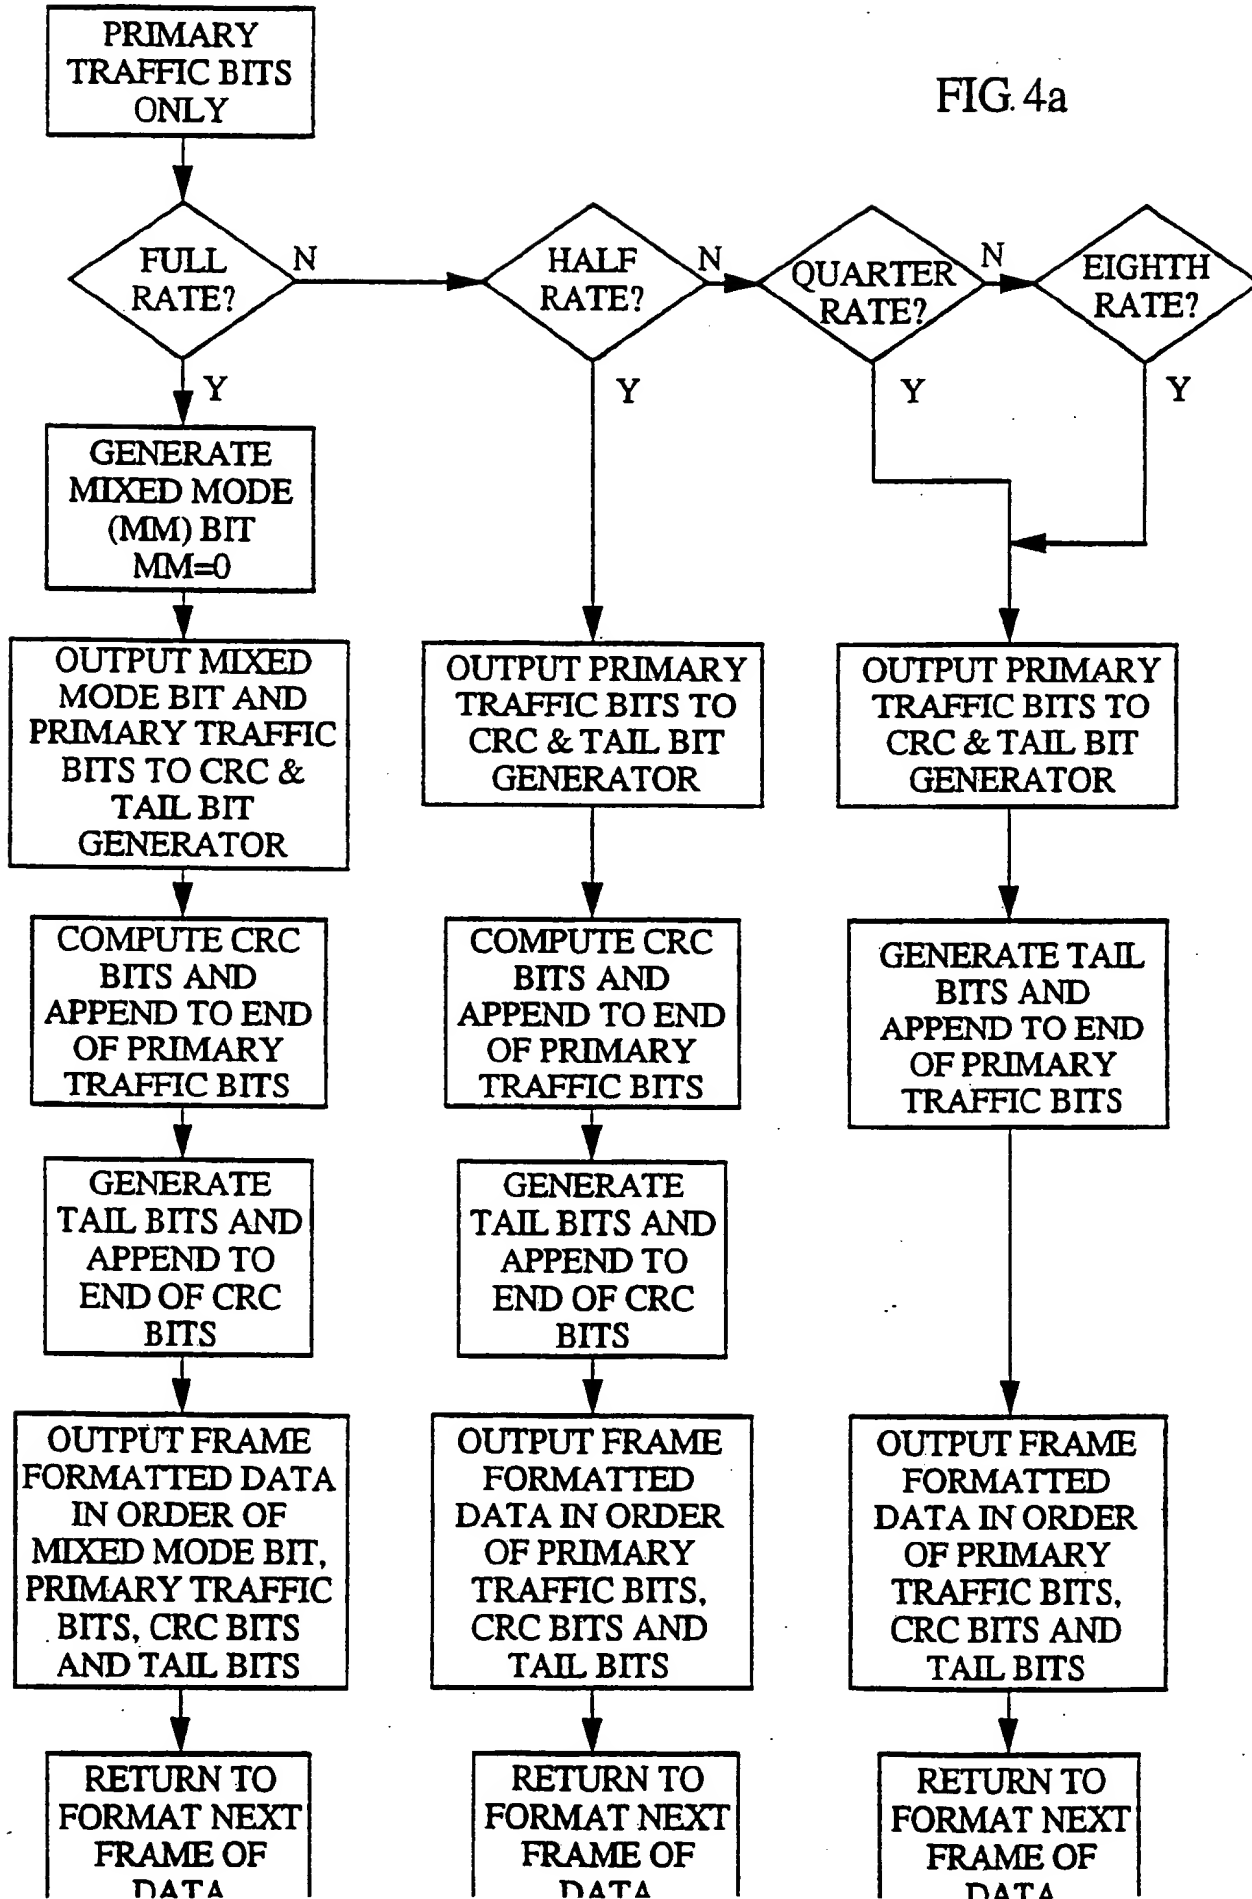 PRIMARY
TRAFFIC BITS
ONLY
FIG. 4a
FULL
RATE?
N
HALF
RATE?
N
QUARTER
RATE?
N
EIGHTH
RATE?
Y
Y
Y
Y
GENERATE
MIXED MODE
(MM) BIT
MM=0
OUTPUT MIXED
MODE BIT AND
PRIMARY TRAFFIC
BITS TO CRC &
TAIL BIT
GENERATOR
OUTPUT PRIMARY
TRAFFIC BITS TO
CRC & TAIL BIT
GENERATOR
OUTPUT PRIMARY
TRAFFIC BITS TO
CRC & TAIL BIT
GENERATOR
COMPUTE CRC
BITS AND
APPEND TO END
OF PRIMARY
TRAFFIC BITS
COMPUTE CRC
BITS AND
APPEND TO END
OF PRIMARY
TRAFFIC BITS
GENERATE TAIL
BITS AND
APPEND TO END
OF PRIMARY
TRAFFIC BITS
GENERATE
TAIL BITS AND
APPEND TO
END OF CRC
BITS
GENERATE
TAIL BITS AND
APPEND TO
END OF CRC
BITS
OUTPUT FRAME
FORMATTED DATA
IN ORDER OF
MIXED MODE BIT,
PRIMARY TRAFFIC
BITS, CRC BITS
AND TAIL BITS
OUTPUT FRAME
FORMATTED
DATA IN ORDER
OF PRIMARY
TRAFFIC BITS,
CRC BITS AND
TAIL BITS
OUTPUT FRAME
FORMATTED
DATA IN ORDER
OF PRIMARY
TRAFFIC BITS,
CRC BITS AND
TAIL BITS
RETURN TO
FORMAT NEXT
FRAME OF
DATA
RETURN TO
FORMAT NEXT
FRAME OF
DATA
RETURN TO
FORMAT NEXT
FRAME OF
DATA